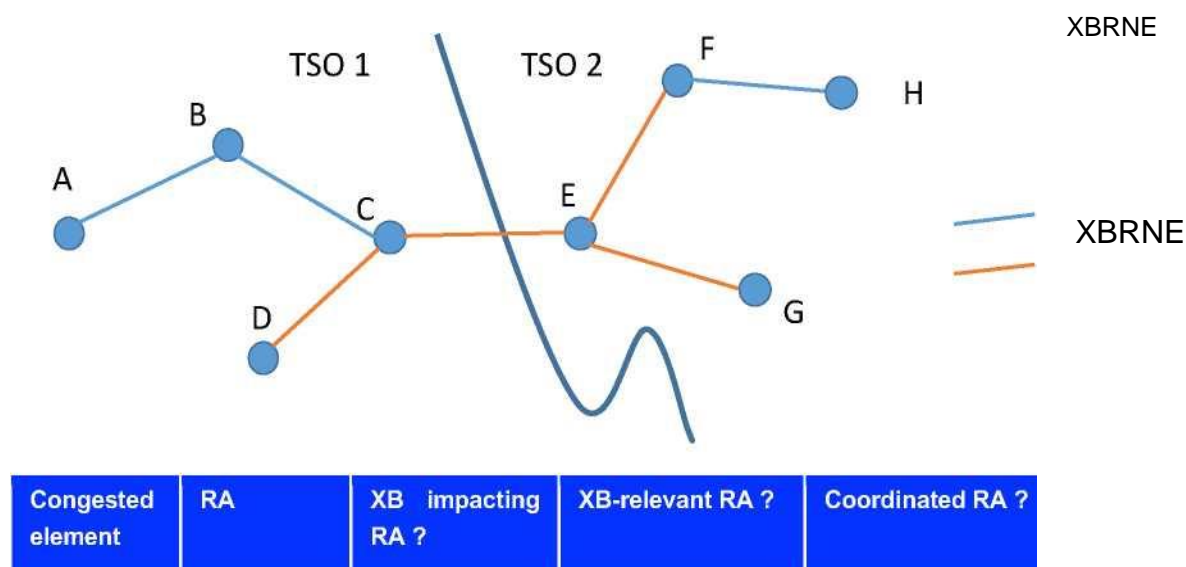 XBRNE
TSO 1
TSO 2
F
H
B
A
C
E
XBRNE
D
G
Congested element
RA
XB impacting RA ?
XB-relevant RA ?
Coordinated RA ?